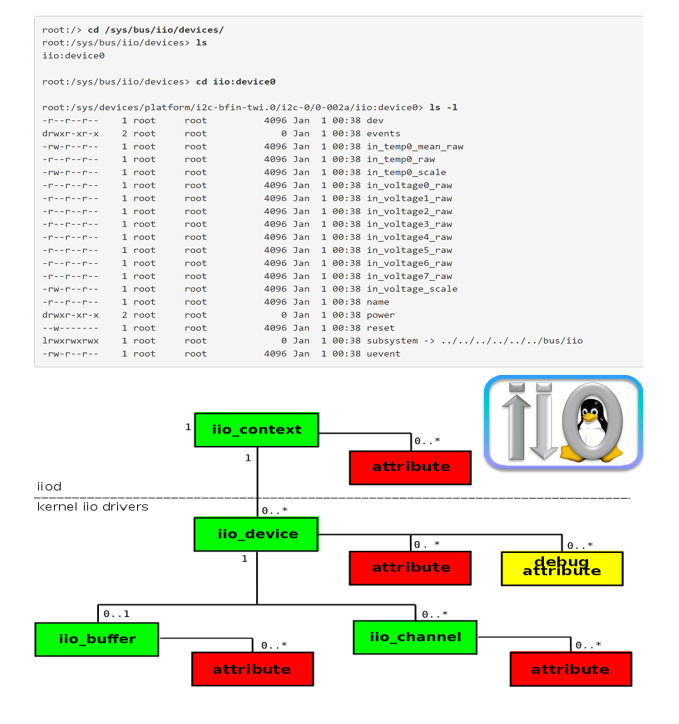 root:/> cd /sys/bus/iio/devices/
root:/sys/bus/iio/devices> ls
iio:device0
root:/sys/bus/iio/devices> cd iio:device0
root:/sys/devices/platform/i2c-bfin-twi.0/i2c-0/0-002a/iio:device0> ls -l
-r--r--r-- 1 root root 4096 Jan 1 00:38 dev
drwxr-xr-x 2 root root 0 Jan 1 00:38 events
-rw-r--r-- 1 root root 4096 Jan 1 00:38 in_temp0_mean_raw
-r--r--r-- 1 root root 4096 Jan 1 00:38 in_temp0_raw
-rw-r--r-- 1 root root 4096 Jan 1 00:38 in_temp0_scale
-r--r--r-- 1 root root 4096 Jan 1 00:38 in_voltage0_raw
-r--r--r-- 1 root root 4096 Jan 1 00:38 in_voltage1_raw
-r--r--r-- 1 root root 4096 Jan 1 00:38 in_voltage2_raw
-r--r--r-- 1 root root 4096 Jan 1 00:38 in_voltage3_raw
-r--r--r-- 1 root root 4096 Jan 1 00:38 in_voltage4_raw
-r--r--r-- 1 root root 4096 Jan 1 00:38 in_voltage5_raw
-r--r--r-- 1 root root 4096 Jan 1 00:38 in_voltage6_raw
-r--r--r-- 1 root root 4096 Jan 1 00:38 in_voltage7_raw
-rw-r--r-- 1 root root 4096 Jan 1 00:38 in_voltage_scale
-r--r--r-- 1 root root 4096 Jan 1 00:38 name
drwxr-xr-x 2 root root 0 Jan 1 00:38 power
--w------- 1 root root 4096 Jan 1 00:38 reset
lrwxrwxrwx 1 root root 0 Jan 1 00:38 subsystem -> ../../../../../../bus/iio
-rw-r--r-- 1 root root 4096 Jan 1 00:38 uevent
iio
1
iio_context
0..*
attribute
1
iiod
kernel iio drivers
0..*
iio_device
0. *
attribute
0..*
debug
attribute
1
0..1
iio_buffer
0..*
attribute
0..*
iio_channel
0..*
attribute